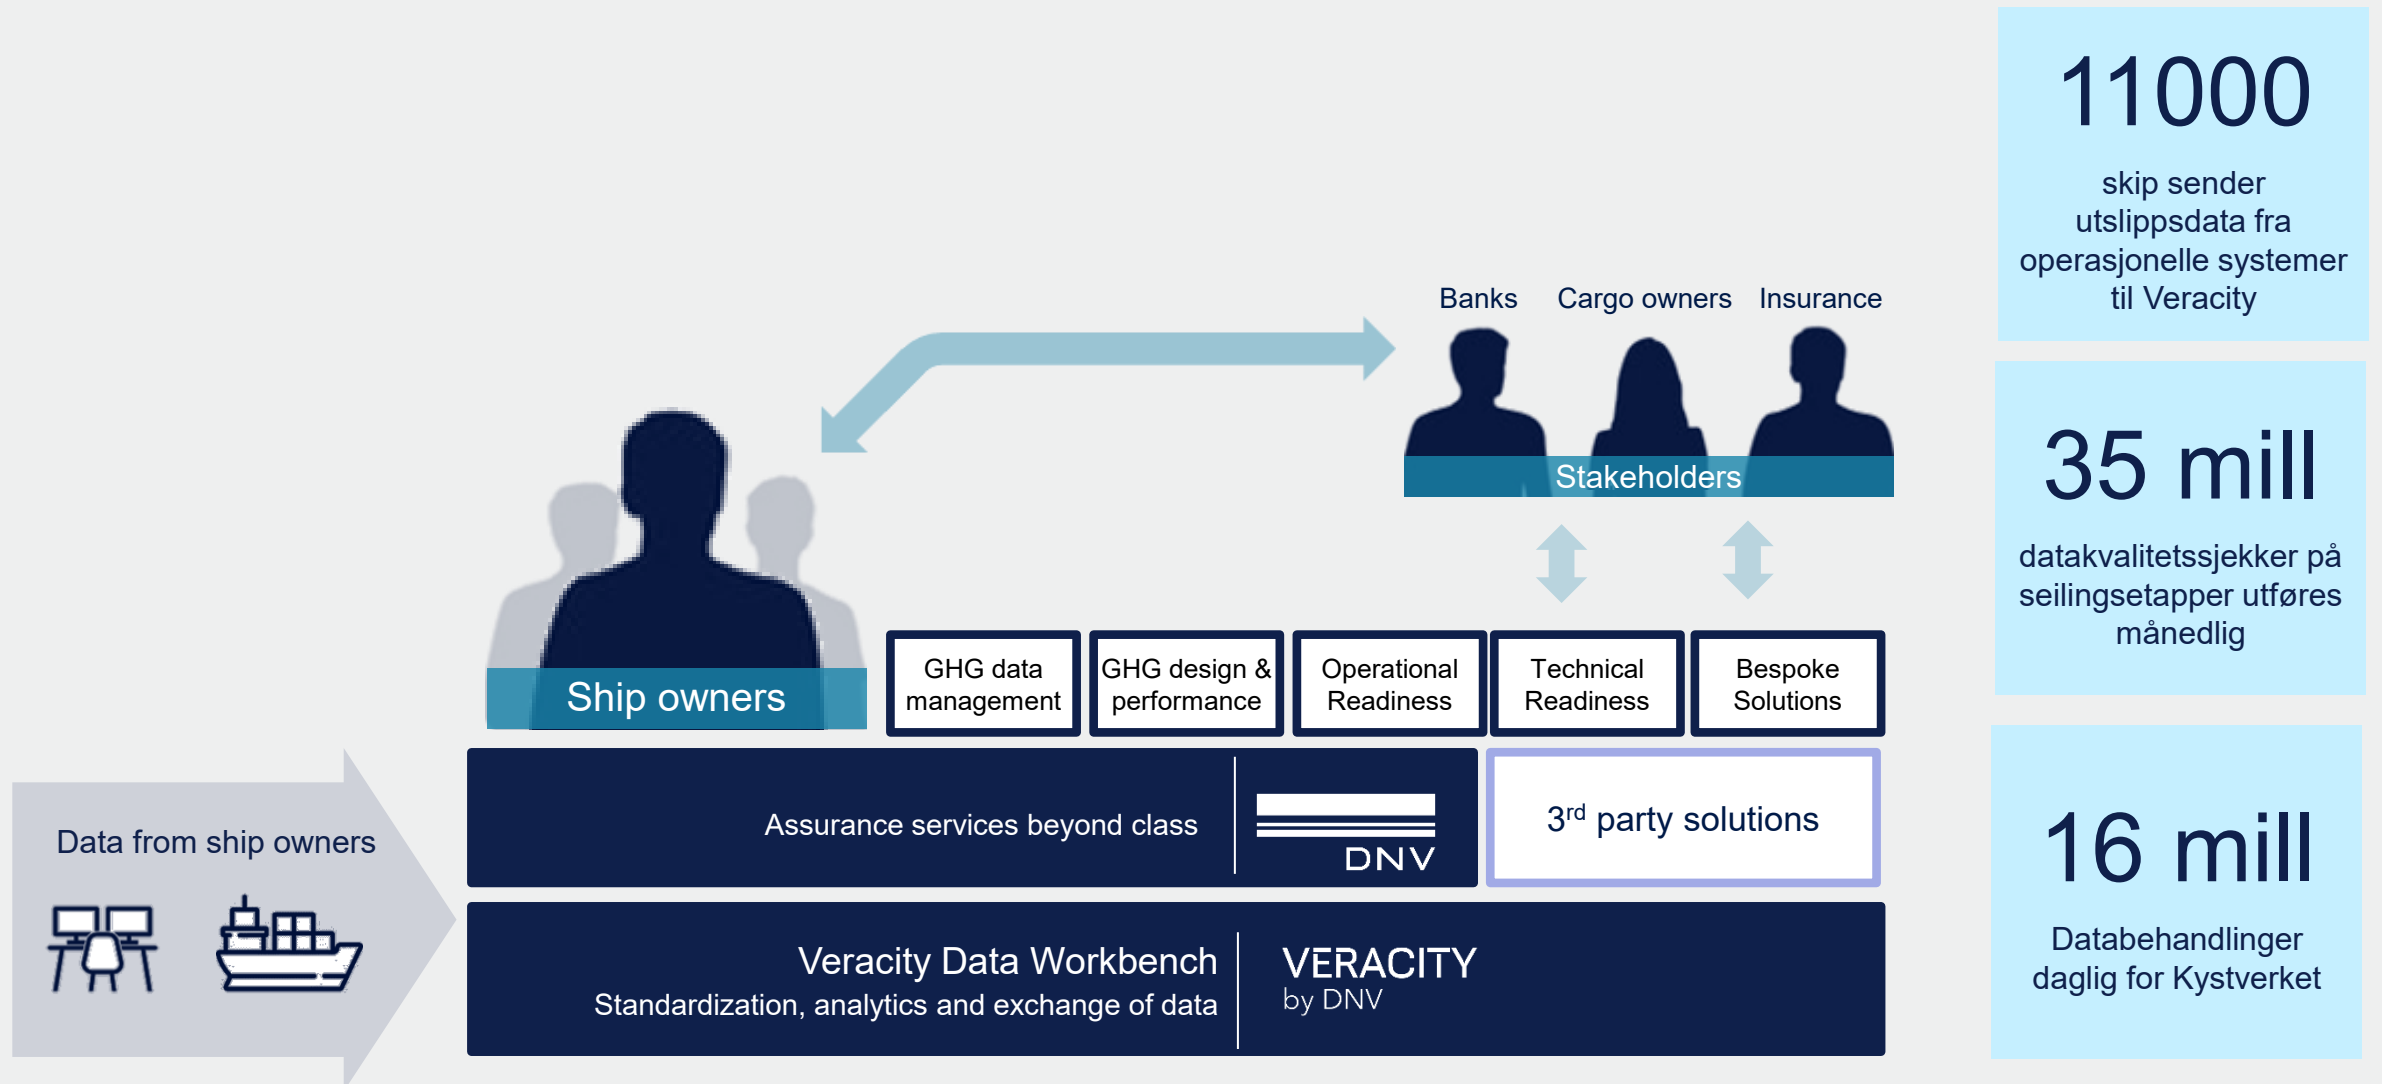 Banks
Cargo owners
Insurance
Stakeholders
Ship owners
GHG data
management
GHG design &
performance
Operational
Readiness
Technical
Readiness
Bespoke
Solutions
Data from ship owners
Assurance services beyond class
DNV
3rd party solutions
Veracity Data Workbench
Standardization, analytics and exchange of data
VERACITY
by DNV
11000
skip sender
utslippsdata fra
operasjonelle systemer
til Veracity
35 mill
datakvalitetssjekker på
seilingsetapper utføres
månedlig
16 mill
Databehandlinger
daglig for Kystverket